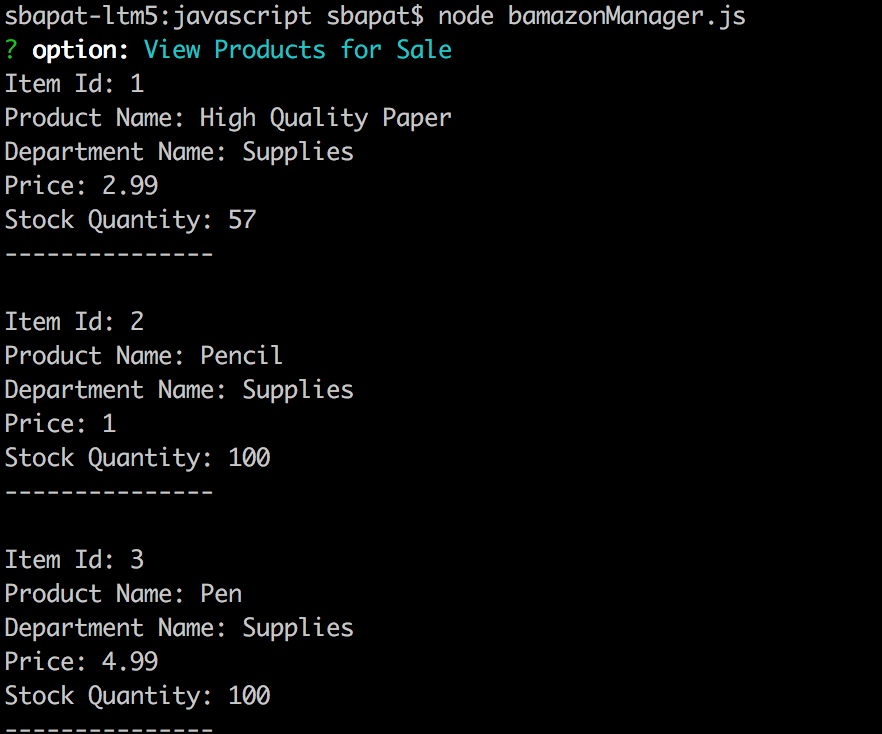 sbapat-ltm5:javascript sbapat$ node bamazonManager.js
? option: View Products for Sale
Item Id: 1
Product Name: High Quality Paper
Department Name: Supplies
Price: 2.99
Stock Quantity: 57
---------------
Item Id: 2
Product Name: Pencil
Department Name: Supplies
Price: 1
Stock Quantity: 100
---------------
Item Id: 3
Product Name: Pen
Department Name: Supplies
Price: 4.99
Stock Quantity: 100
---------------